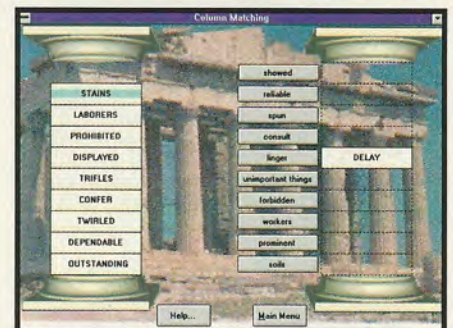 Column Matching
STAINS
LABORERS
PROHIBITED
DISPLAYED
TRIFLES
CONFER
TWIRLED
DEPENDABLE
OUTSTANDING
showed
reliable
spun
consult
linger
unimportant things
forbidden
workers
prominent
soils
DELAY
Help...
Main Menu